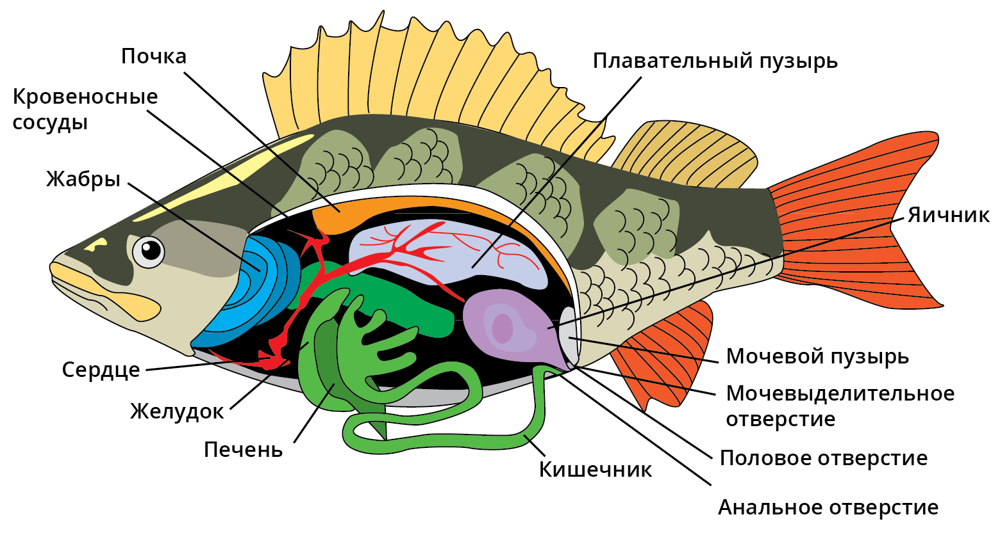 Почка
Плавательный пузырь
Кровеносные
сосуды
Жабры
Яичник
Мочевой пузырь
Сердце
Мочевыделительное
отверстие
Желудок
Печень
Половое отверстие
Кишечник
Анальное отверстие